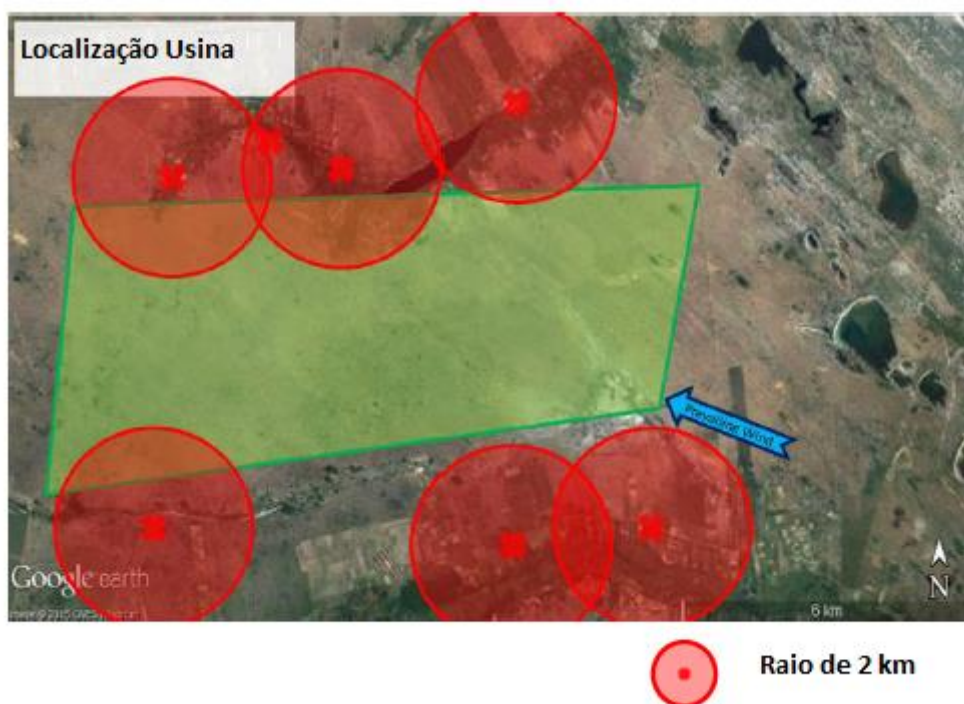 Localização Usina
Prevailing Wind
Google earth
6 km
N
Raio de 2 km